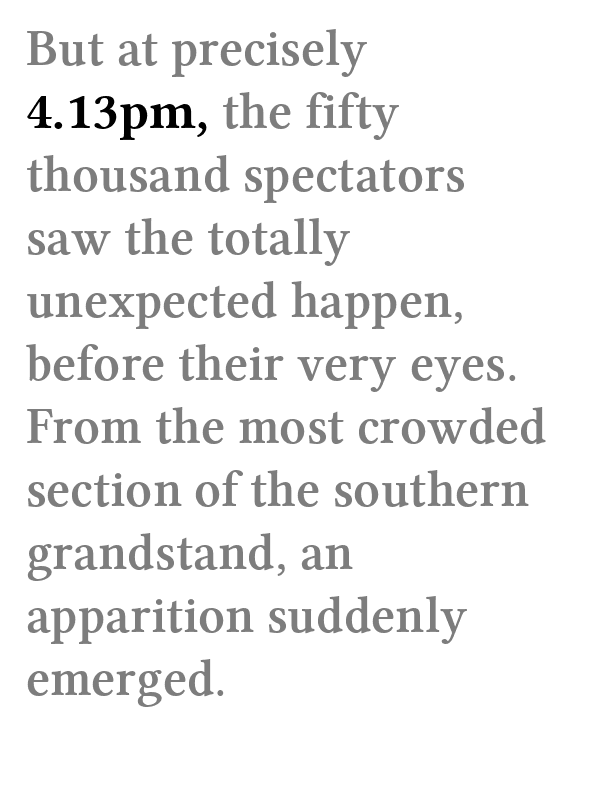 But at precisely
4.13pm, the fifty
thousand spectators
saw the totally
unexpected happen,
before their very eyes.
From the most crowded
section of the southern
grandstand, an
apparition suddenly
emerged.